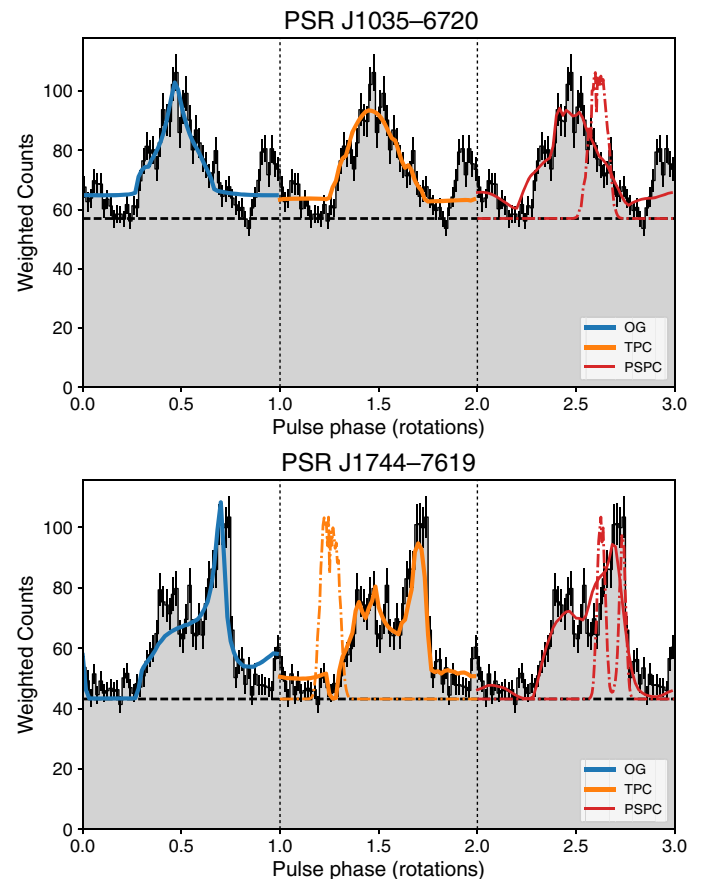 PSR J1035–6720
Weighted Counts
100
80
60
40
20
0
OG
TPC
PSPC
0.0 0.5 1.0 1.5 2.0 2.5 3.0
Pulse phase (rotations)
PSR J1744–7619
Weighted Counts
100
80
60
40
20
0
OG
TPC
PSPC
0.0 0.5 1.0 1.5 2.0 2.5 3.0
Pulse phase (rotations)